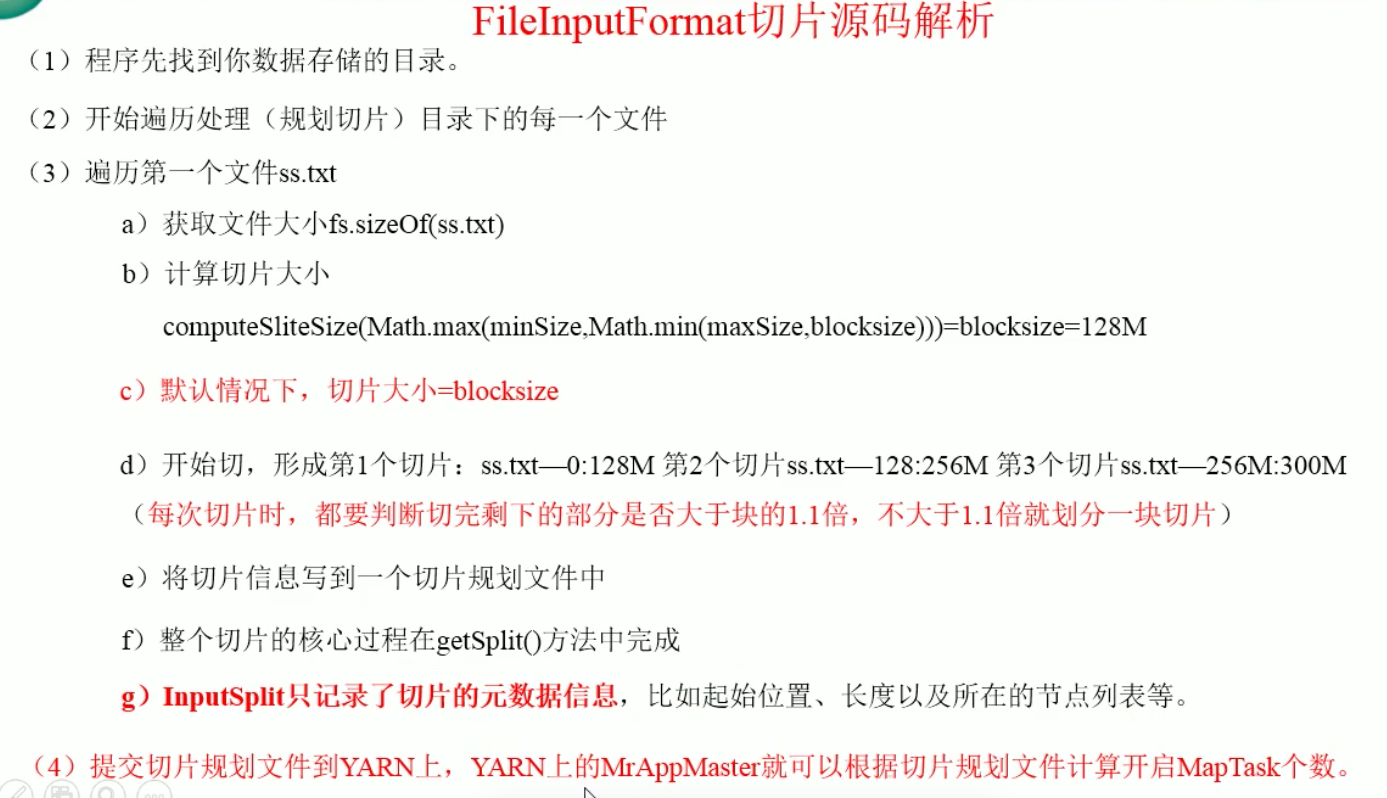 FileInputFormat切片源码解析
（1）程序先找到你数据存储的目录。
（2）开始遍历处理（规划切片）目录下的每一个文件
（3）遍历第一个文件ss.txt
a）获取文件大小fs.sizeOf(ss.txt)
b）计算切片大小
computeSliteSize(Math.max(minSize,Math.min(maxSize,blocksize)))=blocksize=128M
c）默认情况下，切片大小=blocksize
d）开始切，形成第1个切片：ss.txt—0:128M 第2个切片ss.txt—128:256M 第3个切片ss.txt—256M:300M
（每次切片时，都要判断切完剩下的部分是否大于块的1.1倍，不大于1.1倍就划分一块切片）
e）将切片信息写到一个切片规划文件中
f）整个切片的核心过程在getSplit()方法中完成
g）InputSplit只记录了切片的元数据信息，比如起始位置、长度以及所在的节点列表等。
（4）提交切片规划文件到YARN上，YARN上的MrAppMaster就可以根据切片规划文件计算开启MapTask个数。